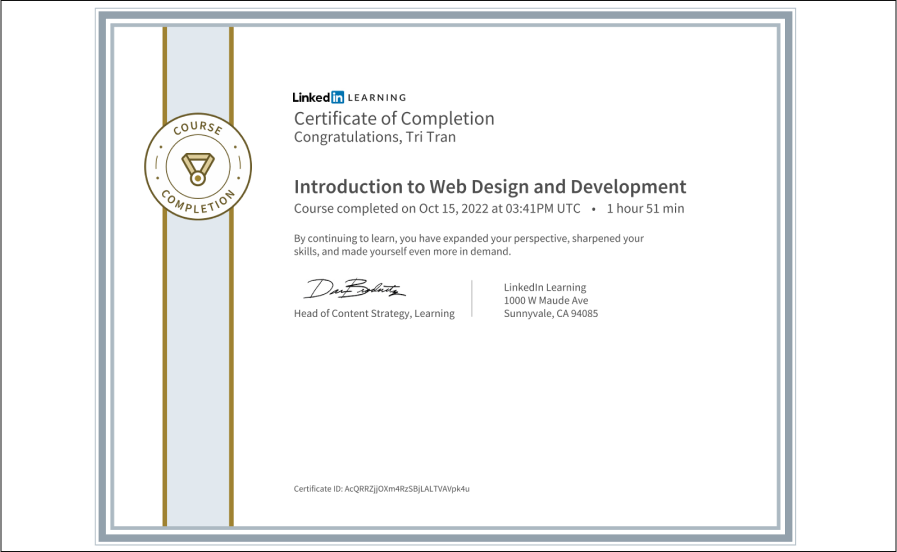 COURSE
COMPLETION
Linked in LEARNING
Certificate of Completion
Congratulations, Tri Tran
Introduction to Web Design and Development
Course completed on Oct 15, 2022 at 03:41PM UTC • 1 hour 51 min
By continuing to learn, you have expanded your perspective, sharpened your
skills, and made yourself even more in demand.
Head of Content Strategy, Learning
LinkedIn Learning
1000 W Maude Ave
Sunnyvale, CA 94085
Certificate ID: AcQRRZjjOXm4RzSBjLALTVAVpk4u